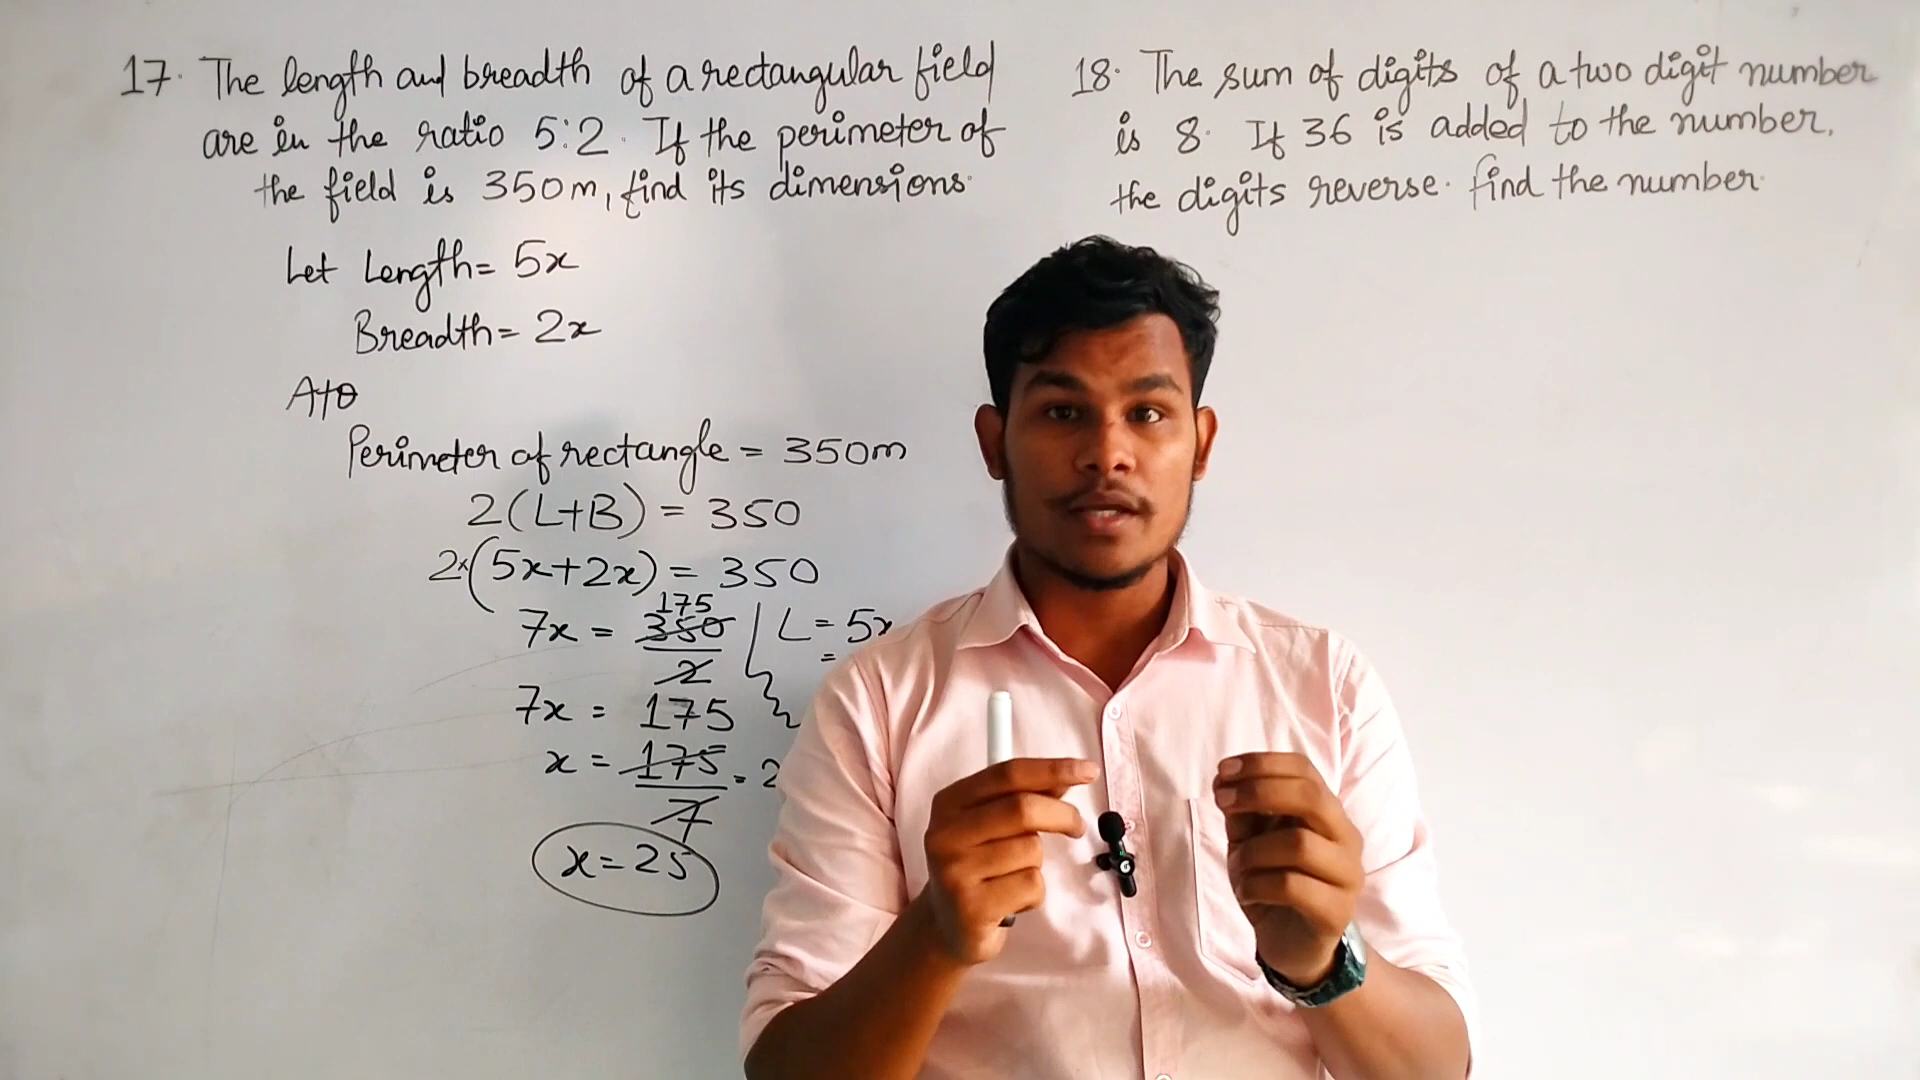 17. The length and breadth of a rectangular field
are in the ratio 5:2. If the perimeter of
the field is 350m, find its dimensions.
Let Length = 5x
Breadth = 2x
Perimeter of rectangle = 350m
2(L+B) = 350
2×(5x+2x) = 350
175
7x = 350
2
7x = 175
x = 175 = 2
7
x = 25
L = 5x
=
18. The sum of digits of a two digit number
is 8. If 36 is added to the number,
the digits reverse. find the number.